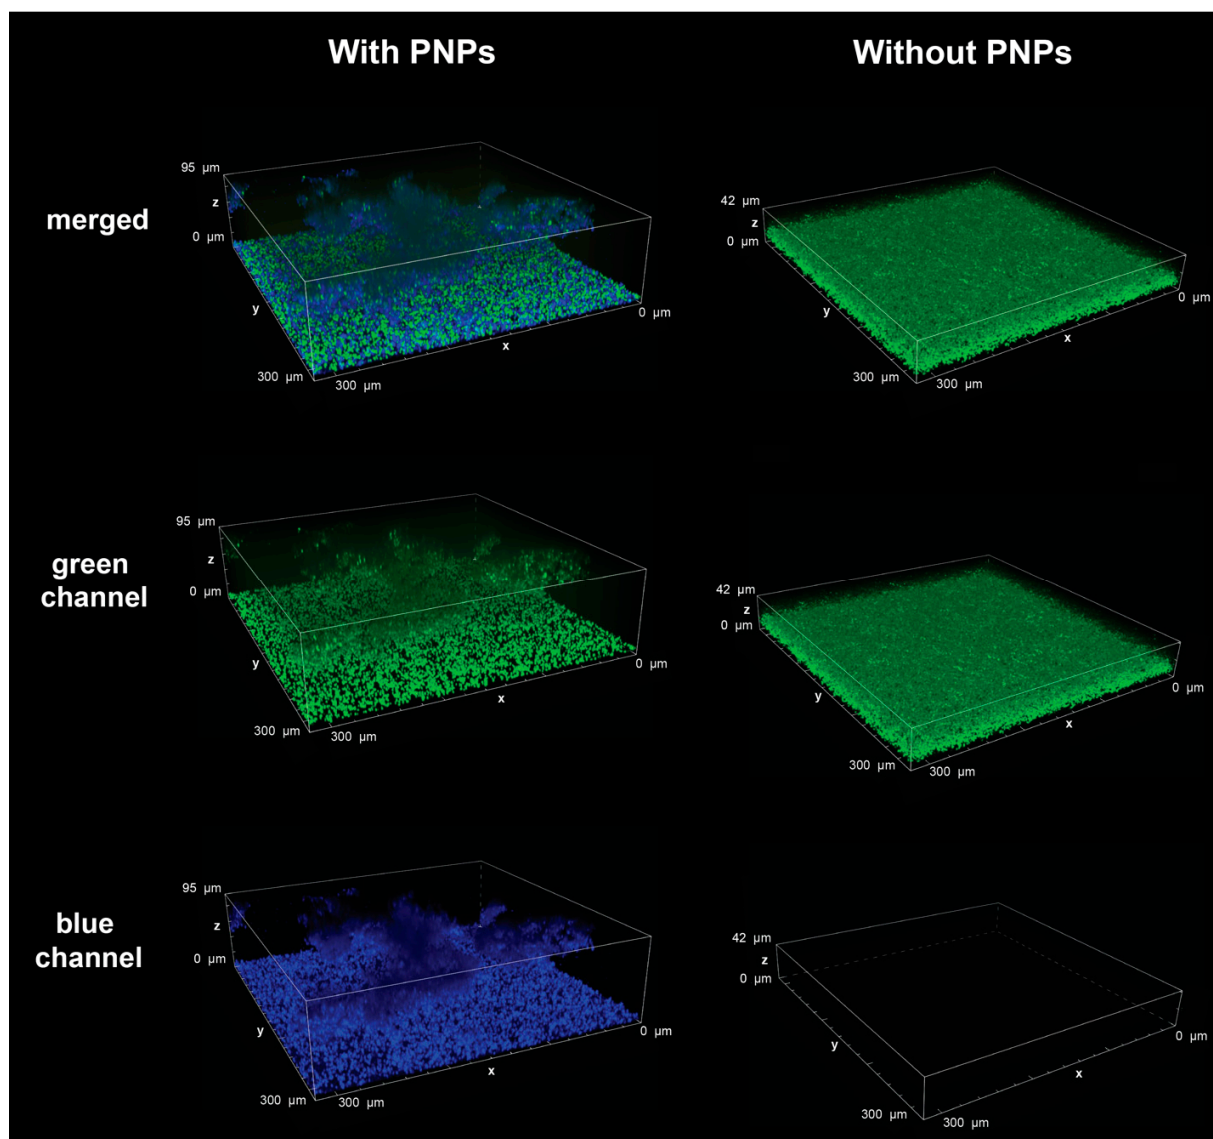 With PNPs
Without PNPs
merged
95 µm
z
0 µm
y
300 µm
300 µm
x
0 µm
42 µm
z
0 µm
y
300 µm
300 µm
x
0 µm
green
channel
95 µm
z
0 µm
y
300 µm
300 µm
x
0 µm
42 µm
z
0 µm
y
300 µm
300 µm
x
0 µm
blue
channel
95 µm
z
0 µm
y
300 µm
300 µm
x
0 µm
42 µm
z
0 µm
y
300 µm
300 µm
x
0 µm